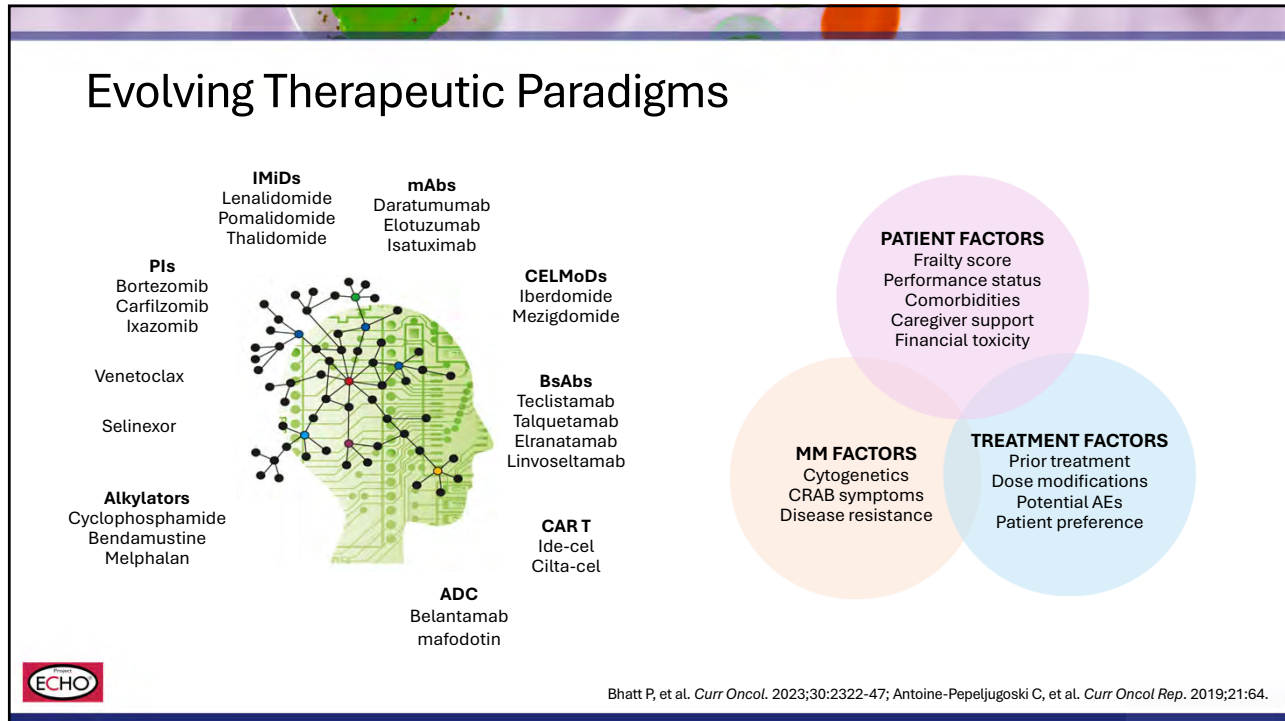 Evolving Therapeutic Paradigms
IMiDs
Lenalidomide
Pomalidomide
Thalidomide
mAbs
Daratumumab
Elotuzumab
Isatuximab
PIs
Bortezomib
Carfilzomib
Ixazomib
CELMoDs
Iberdomide
Mezigdomide
Venetoclax
Selinexor
BsAbs
Teclistamab
Talquetamab
Elranatamab
Linvoseltamab
Alkylators
Cyclophosphamide
Bendamustine
Melphalan
CAR T
Ide-cel
Cilta-cel
ADC
Belantamab
mafodotin
PATIENT FACTORS
Frailty score
Performance status
Comorbidities
Caregiver support
Financial toxicity
MM FACTORS
Cytogenetics
CRAB symptoms
Disease resistance
TREATMENT FACTORS
Prior treatment
Dose modifications
Potential AEs
Patient preference
Project
ECHO®
Bhatt P, et al. Curr Oncol. 2023;30:2322-47; Antoine-Pepeljugoski C, et al. Curr Oncol Rep. 2019;21:64.